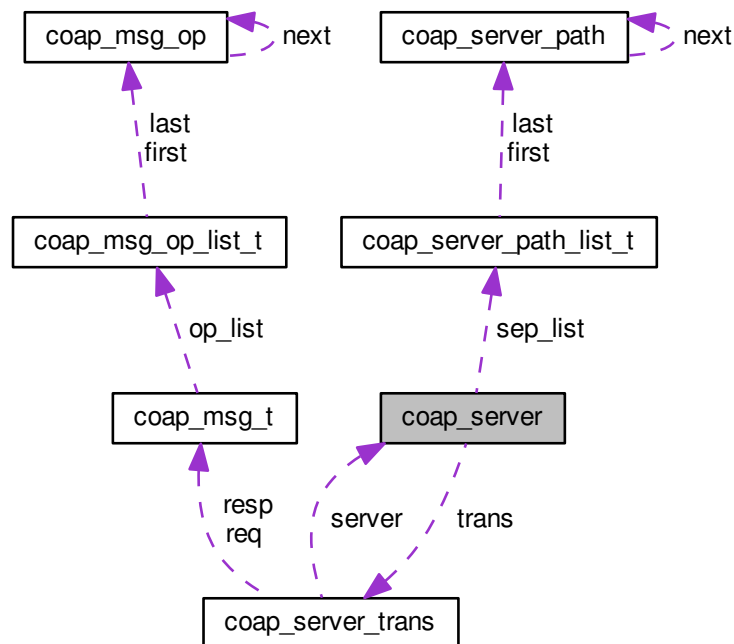 coap_msg_op
next
coap_server_path
next
last
first
last
first
coap_msg_op_list_t
coap_server_path_list_t
op_list
sep_list
coap_msg_t
coap_server
resp
req
server
trans
coap_server_trans